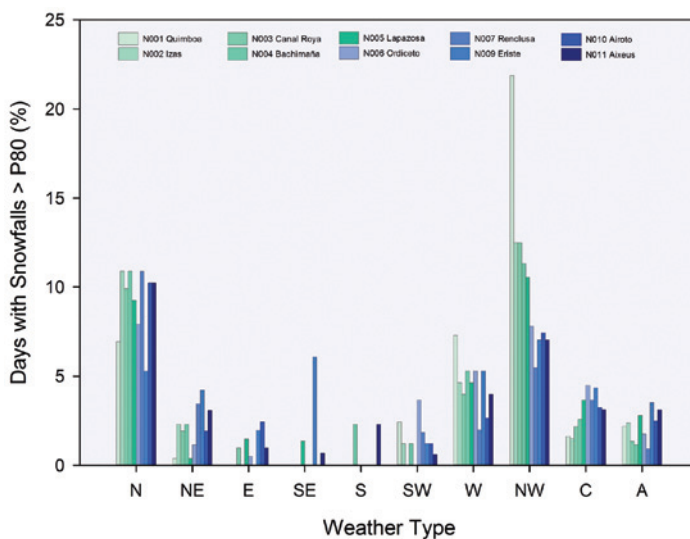 Days with Snowfalls > P80 (%)
25
20
15
10
5
0
N001 Quimboa N003 Canal Roya N005 Lapazosa N007 Renclusa N010 Airoto
N002 Izas N004 Bachimaña N006 Ordiceto N009 Eriste N011 Aixeus
N NE E SE S SW W NW C A
Weather Type